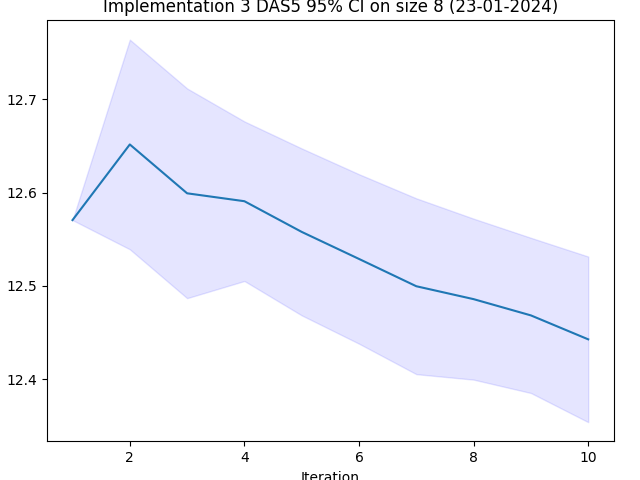 Implementation 3 DAS5 95% CI on size 8 (23-01-2024)
12.7
12.6
12.5
12.4
2 4 6 8 10
Iteration